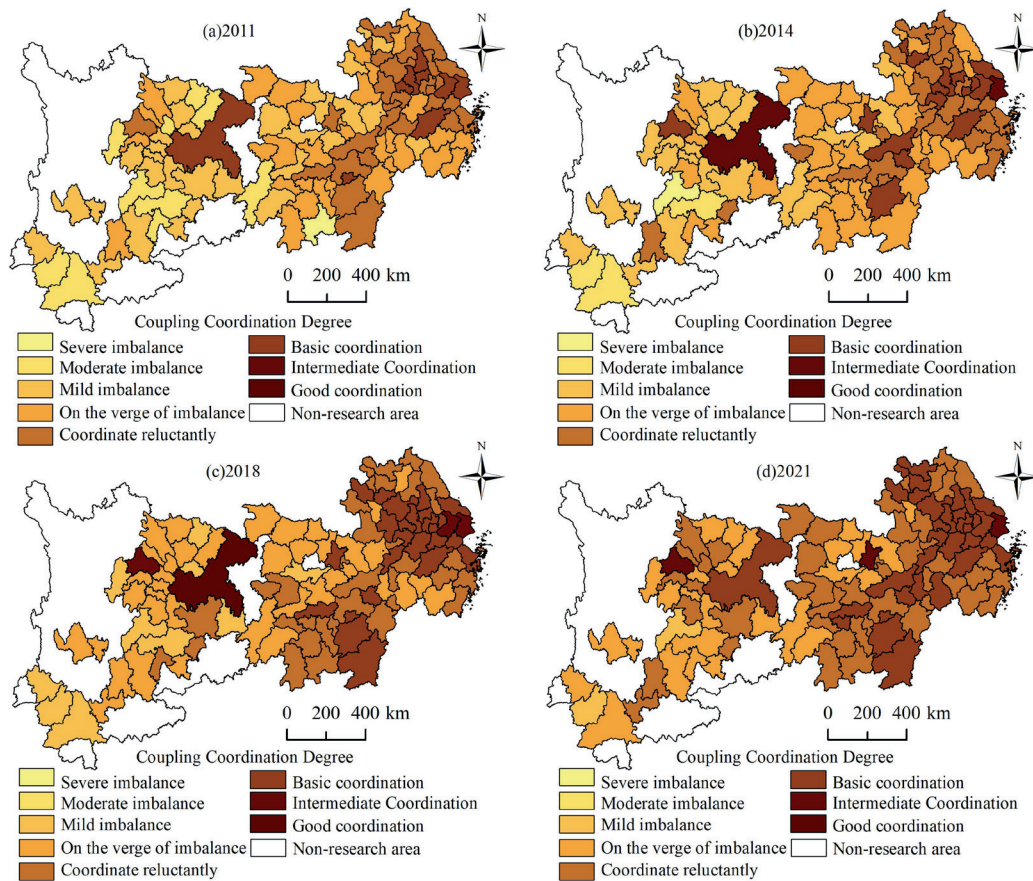 (a)2011
N
0 200 400 km
Coupling Coordination Degree
Severe imbalance
Moderate imbalance
Mild imbalance
On the verge of imbalance
Coordinate reluctantly
Basic coordination
Intermediate Coordination
Good coordination
Non-research area
(b)2014
N
0 200 400 km
Coupling Coordination Degree
Severe imbalance
Moderate imbalance
Mild imbalance
On the verge of imbalance
Coordinate reluctantly
Basic coordination
Intermediate Coordination
Good coordination
Non-research area
(c)2018
N
0 200 400 km
Coupling Coordination Degree
Severe imbalance
Moderate imbalance
Mild imbalance
On the verge of imbalance
Coordinate reluctantly
Basic coordination
Intermediate Coordination
Good coordination
Non-research area
(d)2021
N
0 200 400 km
Coupling Coordination Degree
Severe imbalance
Moderate imbalance
Mild imbalance
On the verge of imbalance
Coordinate reluctantly
Basic coordination
Intermediate Coordination
Good coordination
Non-research area